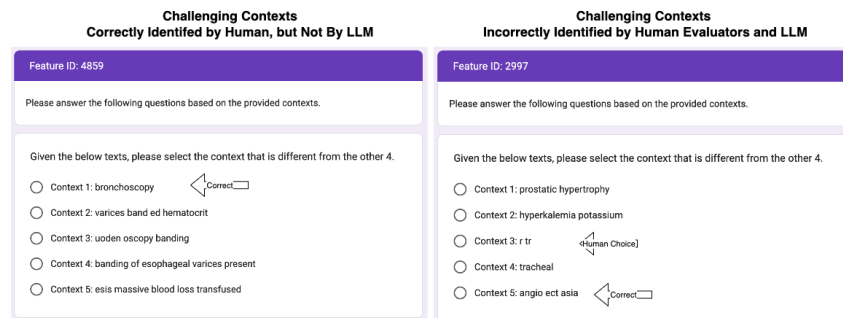 Challenging Contexts
Correctly Identifed by Human, but Not By LLM
Feature ID: 4859
Please answer the following questions based on the provided contexts.
Given the below texts, please select the context that is different from the other 4.
Context 1: bronchoscopy
Correct
Context 2: varices band ed hematocrit
Context 3: uoden oscopy banding
Context 4: banding of esophageal varices present
Context 5: esis massive blood loss transfused
Challenging Contexts
Incorrectly Identified by Human Evaluators and LLM
Feature ID: 2997
Please answer the following questions based on the provided contexts.
Given the below texts, please select the context that is different from the other 4.
Context 1: prostatic hypertrophy
Context 2: hyperkalemia potassium
Context 3: r tr
Human Choice
Context 4: tracheal
Context 5: angio ect asia
Correct